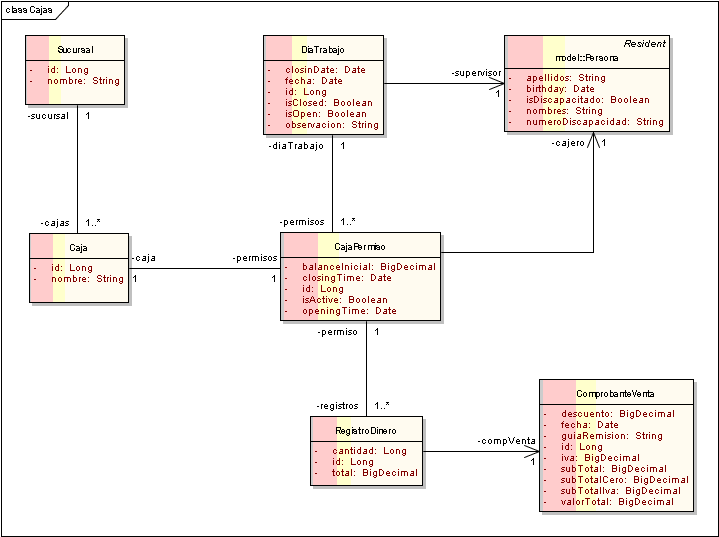 class Cajas
Sucursal
- id: Long
- nombre: String
DiaTrabajo
- closinDate: Date
- fecha: Date
- id: Long
- isClosed: Boolean
- isOpen: Boolean
- observacion: String
Resident
model::Persona
- apellidos: String
- birthday: Date
- isDiscapacitado: Boolean
- nombres: String
- numeroDiscapacidad: String
-supervisor
1
-sucursal
1
-diaTrabajo
1
-cajero
1
-cajas
1..*
-permisos
1..*
Caja
- id: Long
- nombre: String
-caja
1
-permisos
1
CajaPermiso
- balanceInicial: BigDecimal
- closingTime: Date
- id: Long
- isActive: Boolean
- openingTime: Date
-permiso
1
-registros
1..*
RegistroDinero
- cantidad: Long
- id: Long
- total: BigDecimal
-compVenta
1
ComprobanteVenta
- descuento: BigDecimal
- fecha: Date
- guiaRemision: String
- id: Long
- iva: BigDecimal
- subTotal: BigDecimal
- subTotalCero: BigDecimal
- subTotalIva: BigDecimal
- valorTotal: BigDecimal